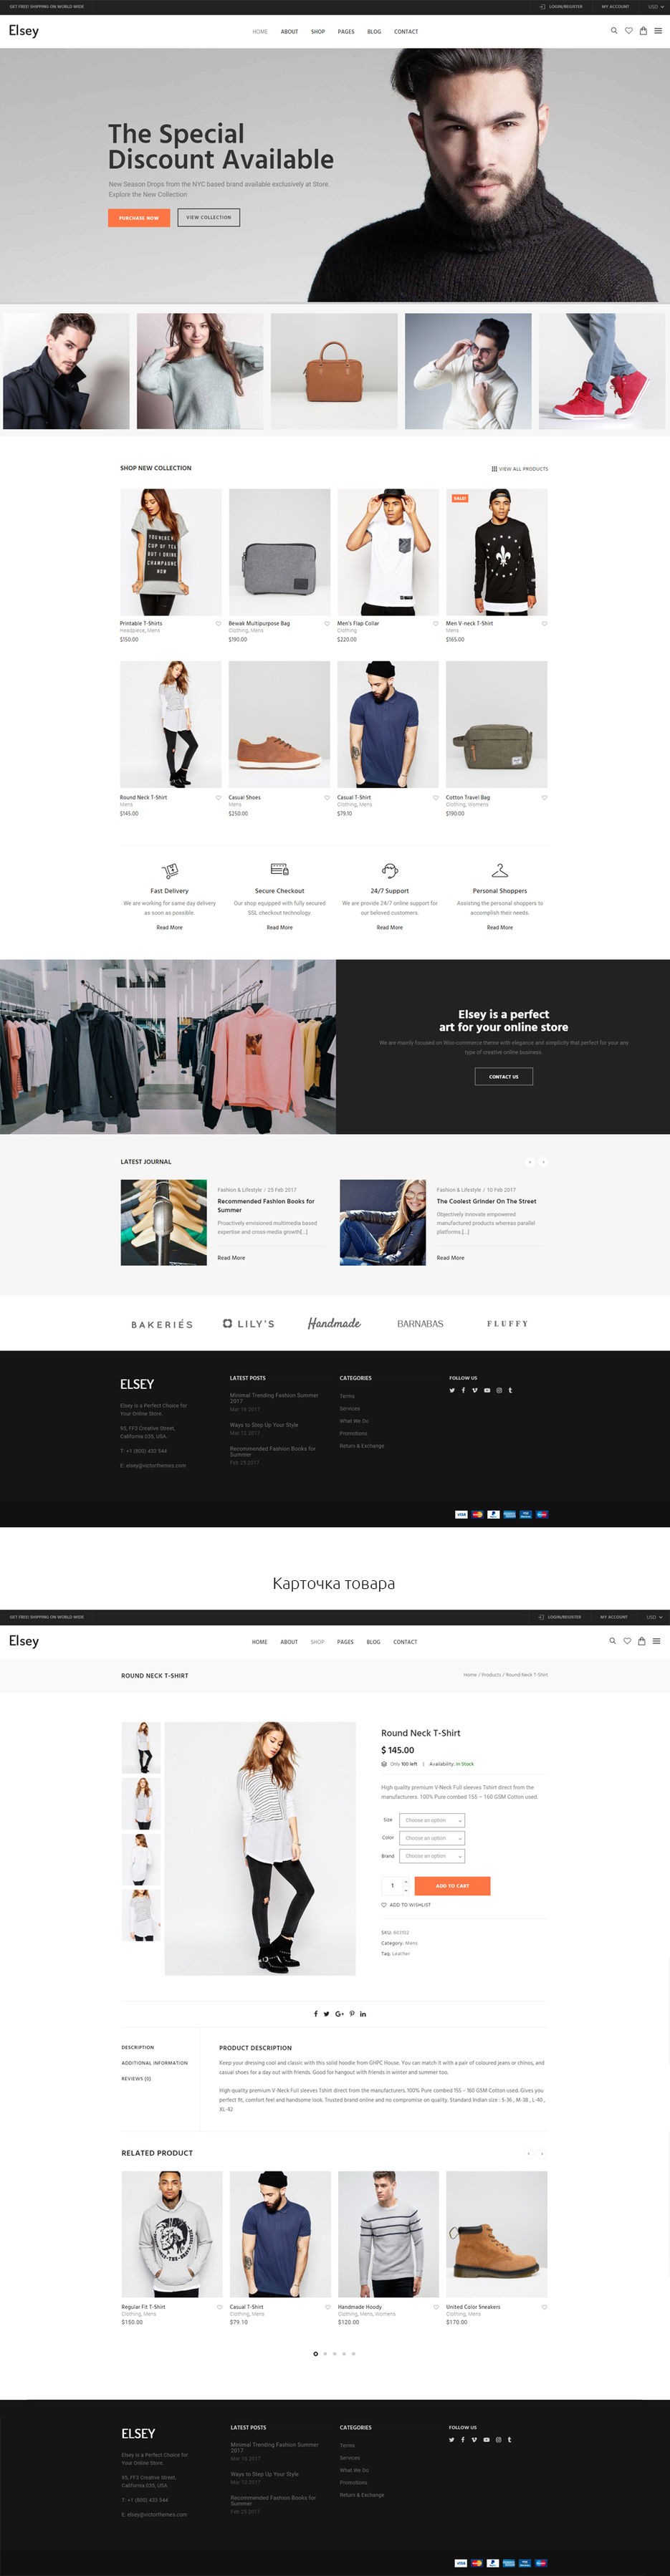 GET FREE! SHIPPING ON WORLD WIDE
LOGIN/REGISTER
MY ACCOUNT
USD
Elsey
HOME ABOUT SHOP PAGES BLOG CONTACT
The Special
Discount Available
New Season Drops from the NYC based brand available exclusively at Store.
Explore the New Collection
PURCHASE NOW
VIEW COLLECTION
SHOP NEW COLLECTION
VIEW ALL PRODUCTS
SALE!
YOU NEVER
CUP OF TEA
BUT I DRINK
CHAMPAGNE
NOW
Printable T-Shirts
Headpiece, Mens
$150.00
Bewak Multipurpose Bag
Clothing, Mens
$190.00
Men's Flap Collar
Clothing
$220.00
Men V-neck T-Shirt
Mens
$165.00
Round Neck T-Shirt
Mens
$145.00
Casual Shoes
Mens
$250.00
Casual T-Shirt
Clothing, Mens
$79.10
Cotton Travel Bag
Clothing, Womens
$190.00
Fast Delivery
We are working for same day delivery
as soon as possible.
Read More
Secure Checkout
Our shop equipped with fully secured
SSL checkout technology.
Read More
24/7 Support
We are provide 24/7 online support for
our beloved customers.
Read More
Personal Shoppers
Assisting the personal shoppers to
accomplish their needs.
Read More
Elsey is a perfect
art for your online store
We are mainly focused on Woo-commerce theme with elegance and simplicity that perfect for your any
type of creative online business.
CONTACT US
LATEST JOURNAL
Fashion & Lifestyle / 25 Feb 2017
Recommended Fashion Books for
Summer
Proactively envisioned multimedia based
expertise and cross-media growth[...]
Read More
Fashion & Lifestyle / 10 Feb 2017
The Coolest Grinder On The Street
Objectively innovate empowered
manufactured products whereas parallel
platforms.[...]
Read More
BAKERIÉS
LILY'S
Handmade
BARNABAS
FLUFFY
ELSEY
Elsey is a Perfect Choice for
Your Online Store.
95, FF3 Creative Street,
California 035, USA.
T: +1 (800) 433 544
E: elsey@victorthemes.com
LATEST POSTS
Minimal Trending Fashion Summer
2017
Mar 16 2017
Ways to Step Up Your Style
Mar 12 2017
Recommended Fashion Books for
Summer
Feb 25 2017
CATEGORIES
Terms
Services
What We Do
Promotions
Return & Exchange
FOLLOW US
VISA
Карточка товара
GET FREE! SHIPPING ON WORLD WIDE
LOGIN/REGISTER
MY ACCOUNT
USD
Elsey
HOME ABOUT SHOP PAGES BLOG CONTACT
ROUND NECK T-SHIRT
Home / Products / Round Neck T-Shirt
Round Neck T-Shirt
$ 145.00
Only 100 left | Availability: In Stock
High quality premium V-Neck Full sleeves Tshirt direct from the
manufacturers. 100% Pure combed 155 – 160 GSM Cotton used.
Size Choose an option
Color Choose an option
Brand Choose an option
1
ADD TO CART
ADD TO WISHLIST
SKU: 603102
Category: Mens
Tag: Leather
DESCRIPTION
ADDITIONAL INFORMATION
REVIEWS (0)
PRODUCT DESCRIPTION
Keep your dressing cool and classic with this solid hoodie from GHPC House. You can match it with a pair of coloured jeans or chinos, and
casual shoes for a day out with friends. Good for hangout with friends in winter and summer too.
High quality premium V-Neck Full sleeves Tshirt direct from the manufacturers, 100% Pure combed 155 - 160 GSM Cotton used. Gives you
perfect fit, comfort feel and handsome look. Trusted brand online and no compromise on quality. Standard Indian size : S-36 , M-38 , L-40 ,
XL-42
RELATED PRODUCT
Regular Fit T-Shirt
Clothing, Mens
$150.00
Casual T-Shirt
Clothing, Mens
$79.10
Handmade Hoody
Clothing, Mens, Womens
$120.00
United Color Sneakers
Clothing, Mens
$170.00
ELSEY
Elsey is a Perfect Choice for
Your Online Store.
95, FF3 Creative Street,
California 035, USA.
T: +1 (800) 433 544
E: elsey@victorthemes.com
LATEST POSTS
Minimal Trending Fashion Summer
2017
Mar 16 2017
Ways to Step Up Your Style
Mar 12 2017
Recommended Fashion Books for
Summer
Feb 25 2017
CATEGORIES
Terms
Services
What We Do
Promotions
Return & Exchange
FOLLOW US
VISA